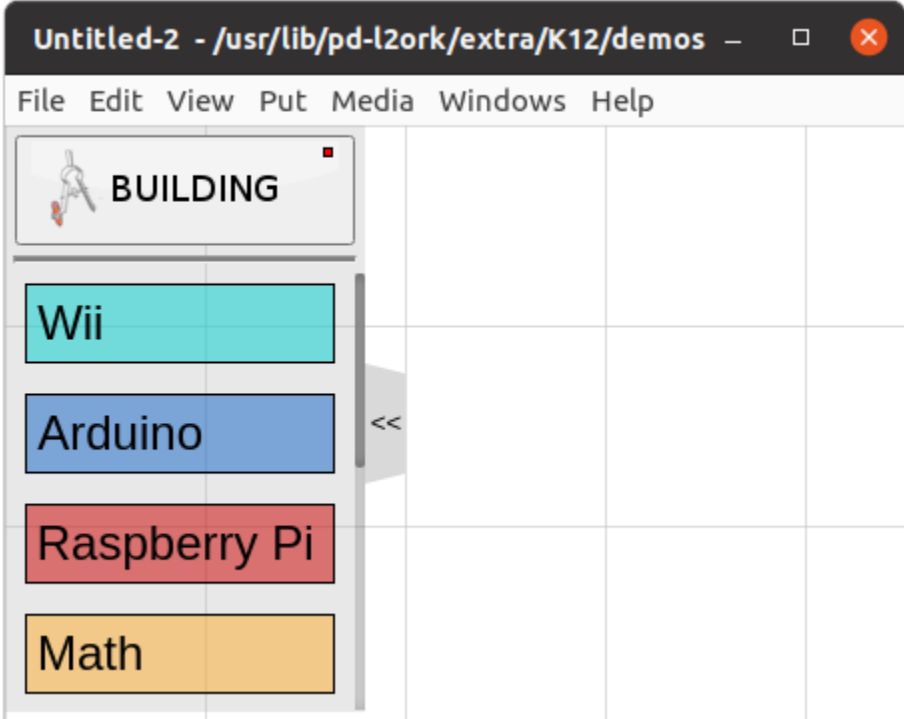 Untitled-2 - /usr/lib/pd-l2ork/extra/K12/demos
File Edit View Put Media Windows Help
BUILDING
Wii
Arduino
<<
Raspberry Pi
Math